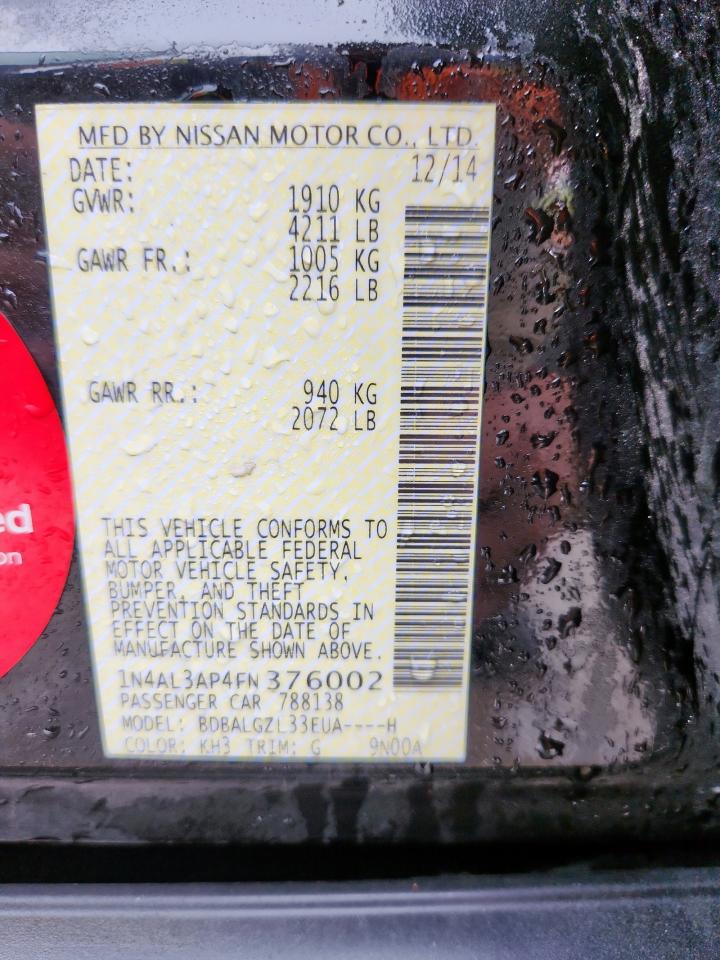 MFD BY NISSAN MOTOR CO., LTD.
DATE: 12/14
GVWR: 1910 KG
4211 LB
GAWR FR.: 1005 KG
2216 LB
GAWR RR.: 940 KG
2072 LB
THIS VEHICLE CONFORMS TO
ALL APPLICABLE FEDERAL
MOTOR VEHICLE SAFETY,
BUMPER, AND THEFT
PREVENTION STANDARDS IN
EFFECT ON THE DATE OF
MANUFACTURE SHOWN ABOVE.
1N4AL3AP4FN376002
PASSENGER CAR 788138
MODEL: BDBALGZL33EUA----H
COLOR: KH3 TRIM: G 9N00A
ed
on